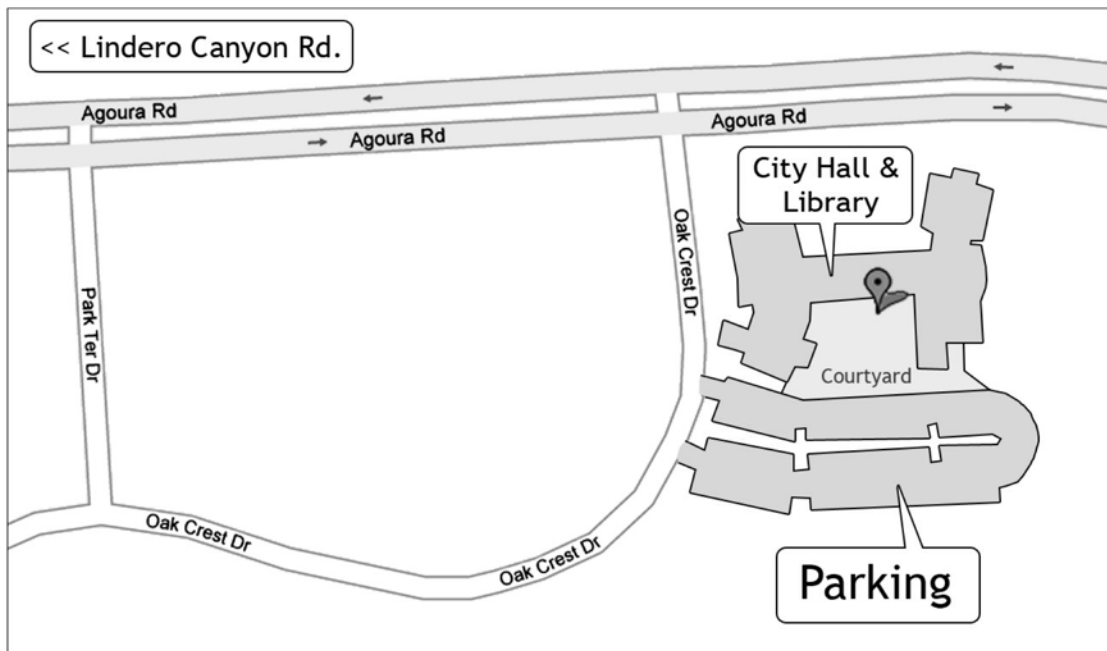 << Lindero Canyon Rd.
Agoura Rd
Agoura Rd
Agoura Rd
City Hall &
Library
Oak Crest Dr
Park Ter Dr
Courtyard
Oak Crest Dr
Oak Crest Dr
Parking